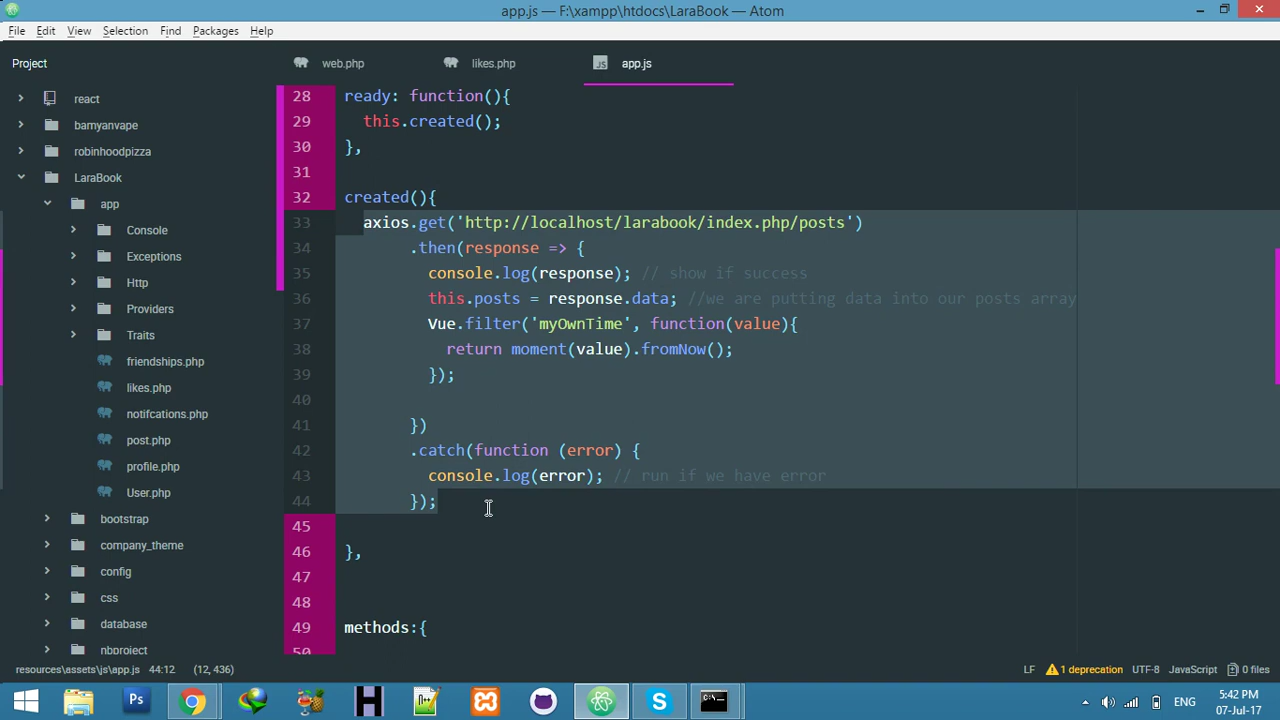 app.js — F:\xampp\htdocs\LaraBook — Atom
File Edit View Selection Find Packages Help
Project
web.php likes.php app.js
react
bamyanvape
robinhoodpizza
LaraBook
app
Console
Exceptions
Http
Providers
Traits
friendships.php
likes.php
notifcations.php
post.php
profile.php
User.php
bootstrap
company_theme
config
css
database
nbproject
28 ready: function(){
29 this.created();
30 },
31
32 created(){
33 axios.get('http://localhost/larabook/index.php/posts')
34 .then(response => {
35 console.log(response); // show if success
36 this.posts = response.data; //we are putting data into our posts array
37 Vue.filter('myOwnTime', function(value){
38 return moment(value).fromNow();
39 });
40
41 })
42 .catch(function (error) {
43 console.log(error); // run if we have error
44 });
45
46 },
47
48
49 methods:{
50
resources\assets\js\app.js 44:12 (12, 436) LF 1 deprecation UTF-8 JavaScript 0 files
Ps
ENG
5:42 PM
07-Jul-17